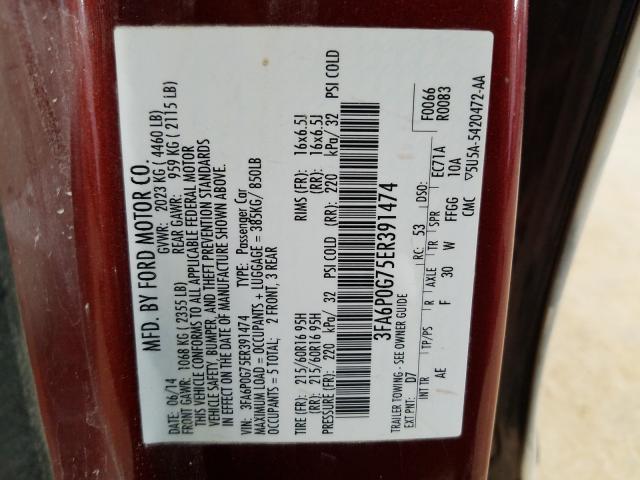 MFD. BY FORD MOTOR CO.
DATE: 06/14 GVWR: 2023 KG ( 4460 LB)
FRONT GAWR: 1068 KG ( 2355 LB) REAR GAWR: 959 KG ( 2115 LB)
THIS VEHICLE CONFORMS TO ALL APPLICABLE FEDERAL MOTOR
VEHICLE SAFETY, BUMPER, AND THEFT PREVENTION STANDARDS
IN EFFECT ON THE DATE OF MANUFACTURE SHOWN ABOVE.
VIN: 3FA6P0G75ER391474 TYPE: Passenger Car
MAXIMUM LOAD = OCCUPANTS + LUGGAGE = 385KG/ 850LB
OCCUPANTS = 5 TOTAL; 2 FRONT, 3 REAR
TIRE (FR): 215/60R16 95H RIMS (FR): 16x6.5J
(RR): 215/60R16 95H (RR): 16x6.5J
PRESSURE (FR): 220 kPa/ 32 PSI COLD (RR): 220 kPa/ 32 PSI COLD
3FA6P0G75ER391474
TRAILER TOWING - SEE OWNER GUIDE F0066
EXT PNT: D7 RC: 53 DSO: R0083
INT TR TP/PS R AXLE TR SPR EC71A
AE F 30 W FFGG 10A
CMC ▽5U5A-5420472-AA